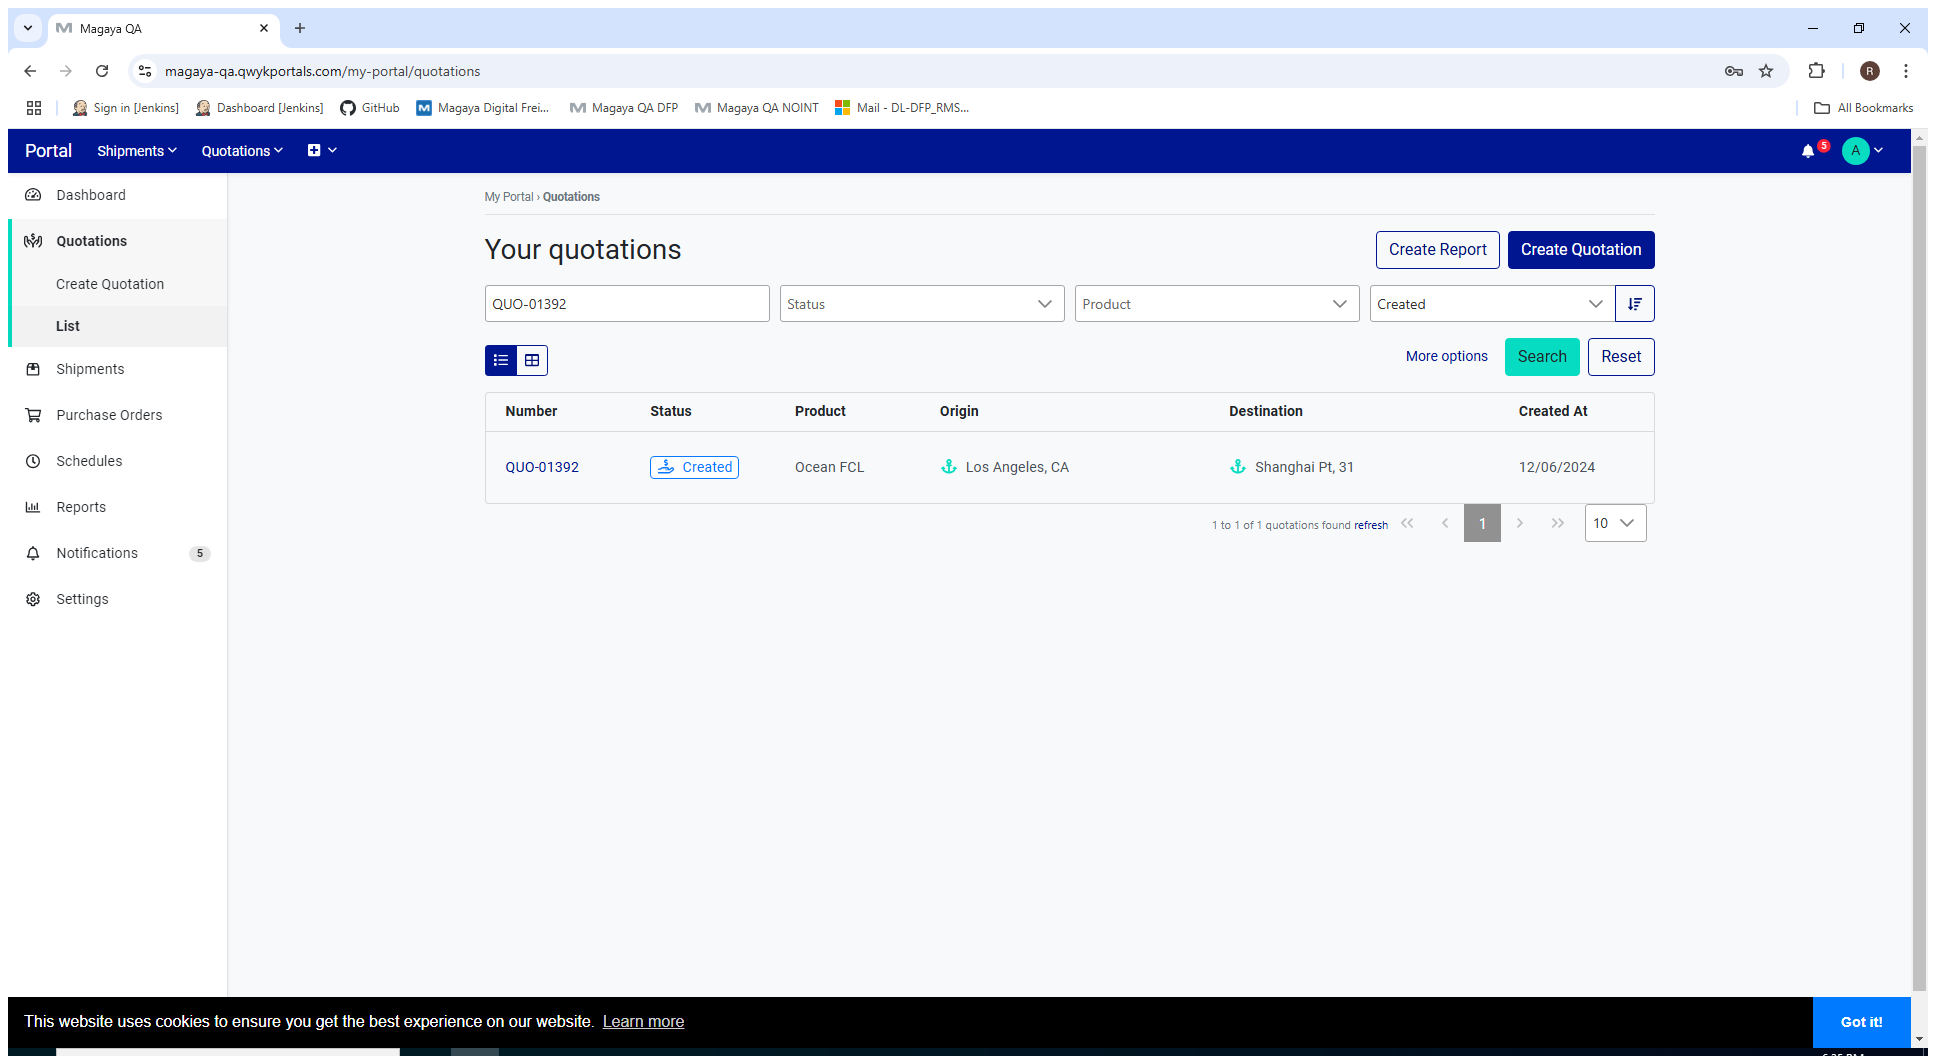 Magaya QA
magaya-qa.qwykportals.com/my-portal/quotations
R
Sign in [Jenkins] Dashboard [Jenkins] GitHub Magaya Digital Frei... Magaya QA DFP Magaya QA NOINT Mail - DL-DFP_RMS... All Bookmarks
Portal Shipments Quotations 5 A
Dashboard
Quotations
Create Quotation
List
Shipments
Purchase Orders
Schedules
Reports
Notifications 5
Settings
My Portal › Quotations
Your quotations Create Report Create Quotation
QUO-01392 Status Product Created
More options Search Reset
Number Status Product Origin Destination Created At
QUO-01392 Created Ocean FCL Los Angeles, CA Shanghai Pt, 31 12/06/2024
1 to 1 of 1 quotations found refresh 1 10
This website uses cookies to ensure you get the best experience on our website. Learn more Got it!